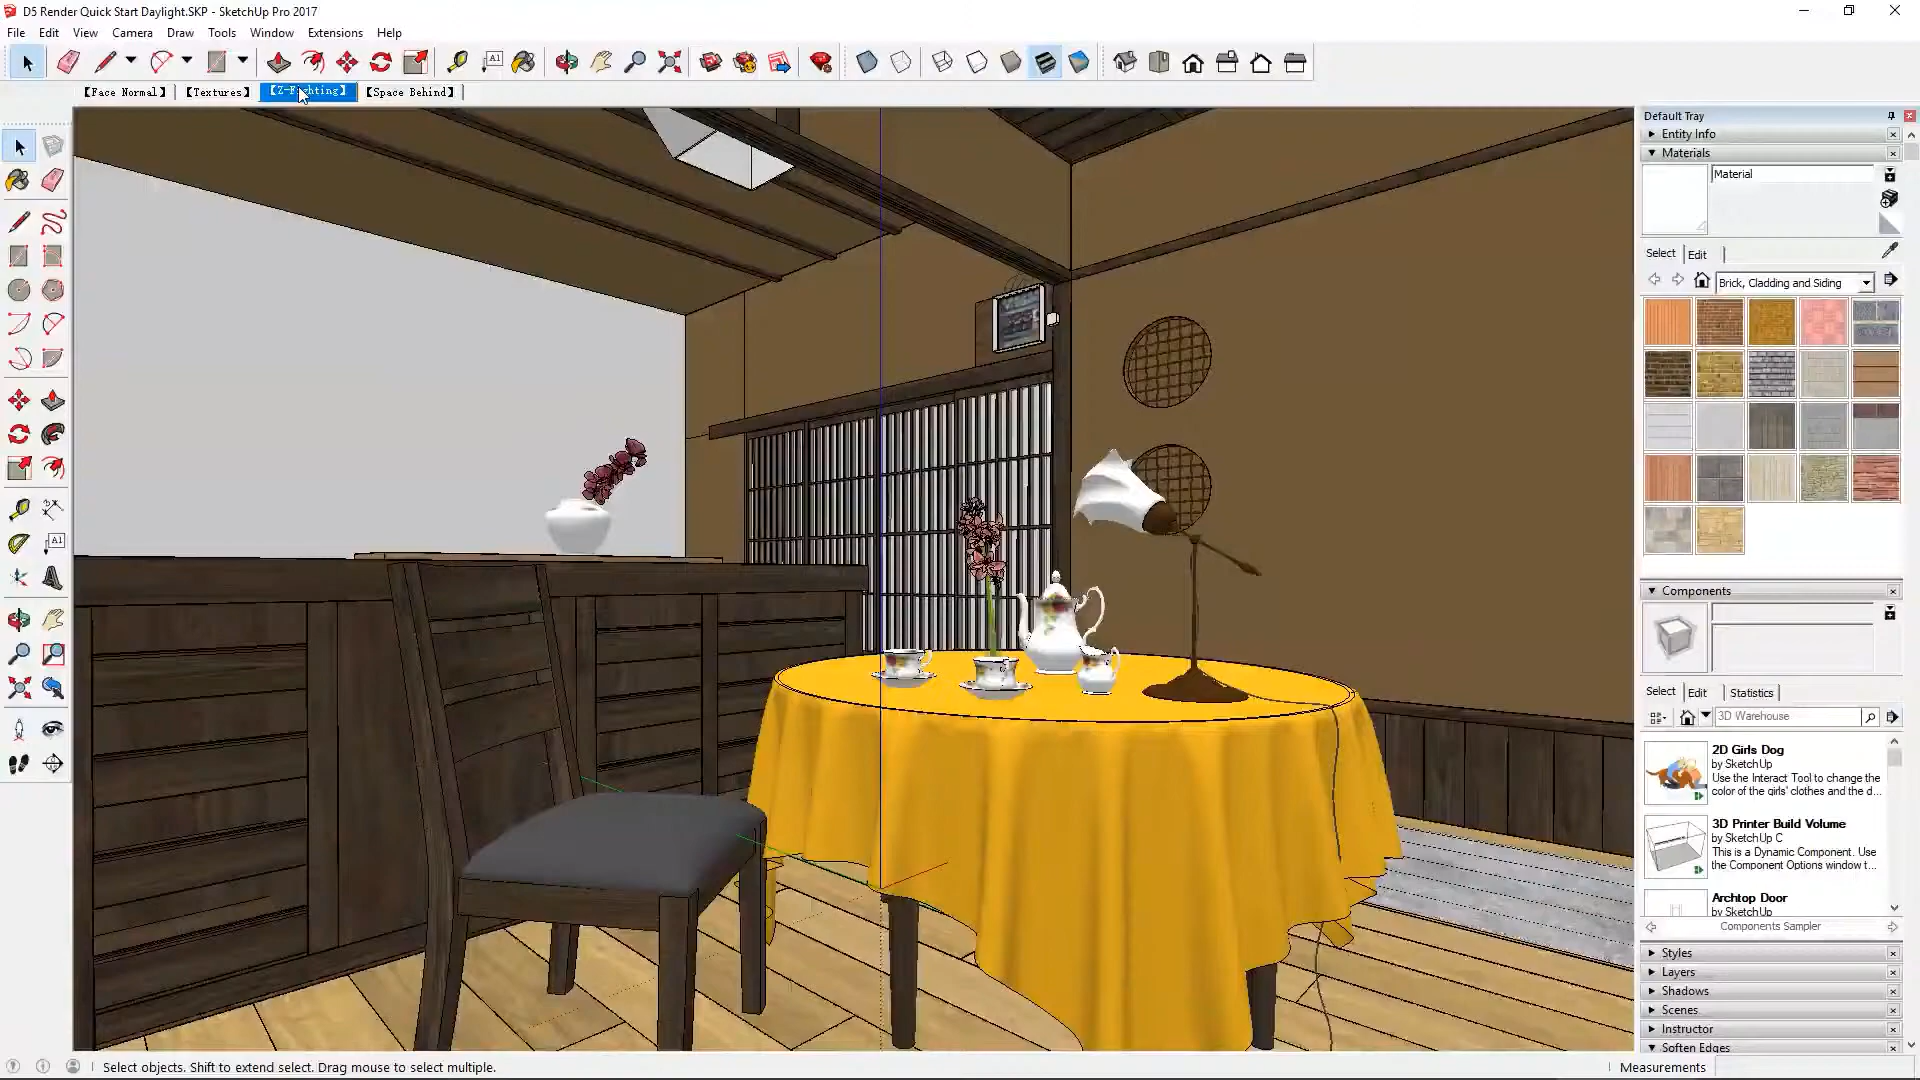 D5 Render Quick Start Daylight.SKP - SketchUp Pro 2017
File Edit View Camera Draw Tools Window Extensions Help
【Face Normal】 【Textures】 【Z-Fighting】 【Space Behind】
Default Tray
Entity Info
Materials
Material
Select Edit
Brick, Cladding and Siding
Components
Select Edit Statistics
3D Warehouse
2D Girls Dog
by SketchUp
Use the Interact Tool to change the
color of the girls' clothes and the d...
3D Printer Build Volume
by SketchUp C
This is a Dynamic Component. Use
the Component Options window t...
Archtop Door
by SketchUp
Components Sampler
Styles
Layers
Shadows
Scenes
Instructor
Soften Edges
Select objects. Shift to extend select. Drag mouse to select multiple.
Measurements